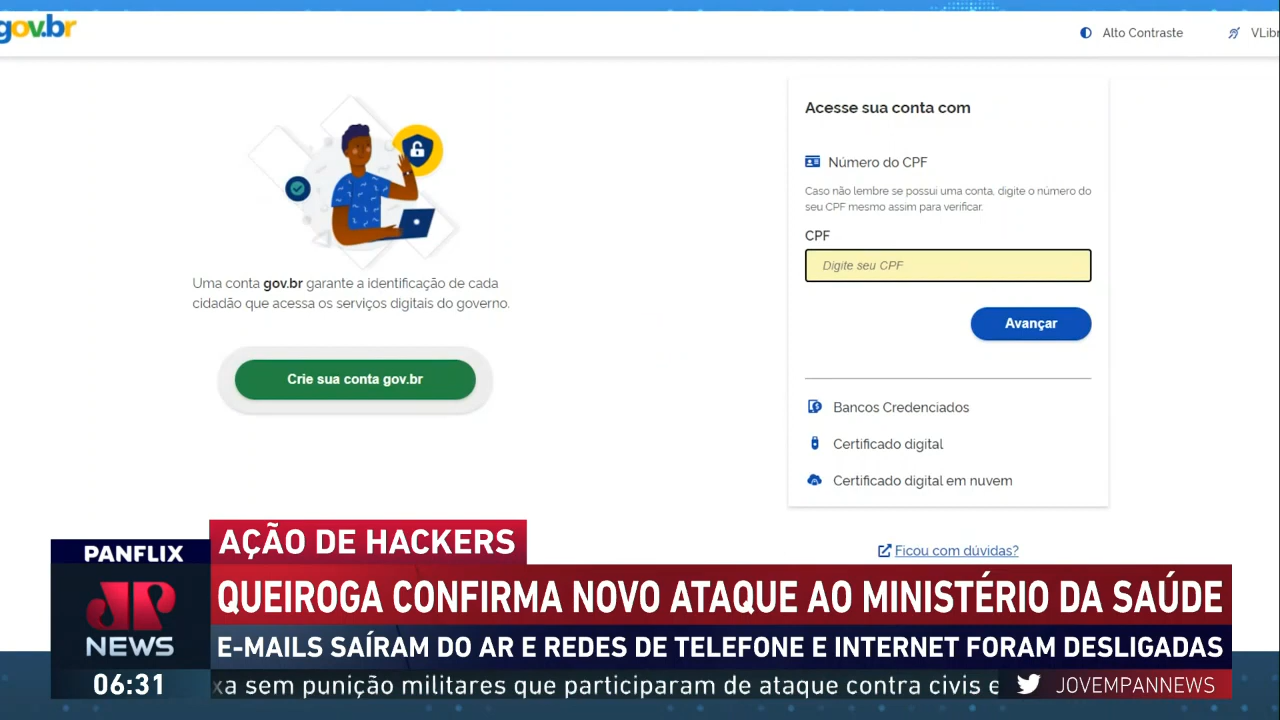 gov.br
Alto Contraste
VLibr
Acesse sua conta com
Número do CPF
Caso não lembre se possui uma conta, digite o número do
seu CPF mesmo assim para verificar.
CPF
Digite seu CPF
Avançar
Uma conta gov.br garante a identificação de cada
cidadão que acessa os serviços digitais do governo.
Crie sua conta gov.br
Bancos Credenciados
Certificado digital
Certificado digital em nuvem
Ficou com dúvidas?
AÇÃO DE HACKERS
PANFLIX
QUEIROGA CONFIRMA NOVO ATAQUE AO MINISTÉRIO DA SAÚDE
JP
NEWS
E-MAILS SAÍRAM DO AR E REDES DE TELEFONE E INTERNET FORAM DESLIGADAS
06:31
xa sem punição militares que participaram de ataque contra civis e
JOVEMPANNEWS